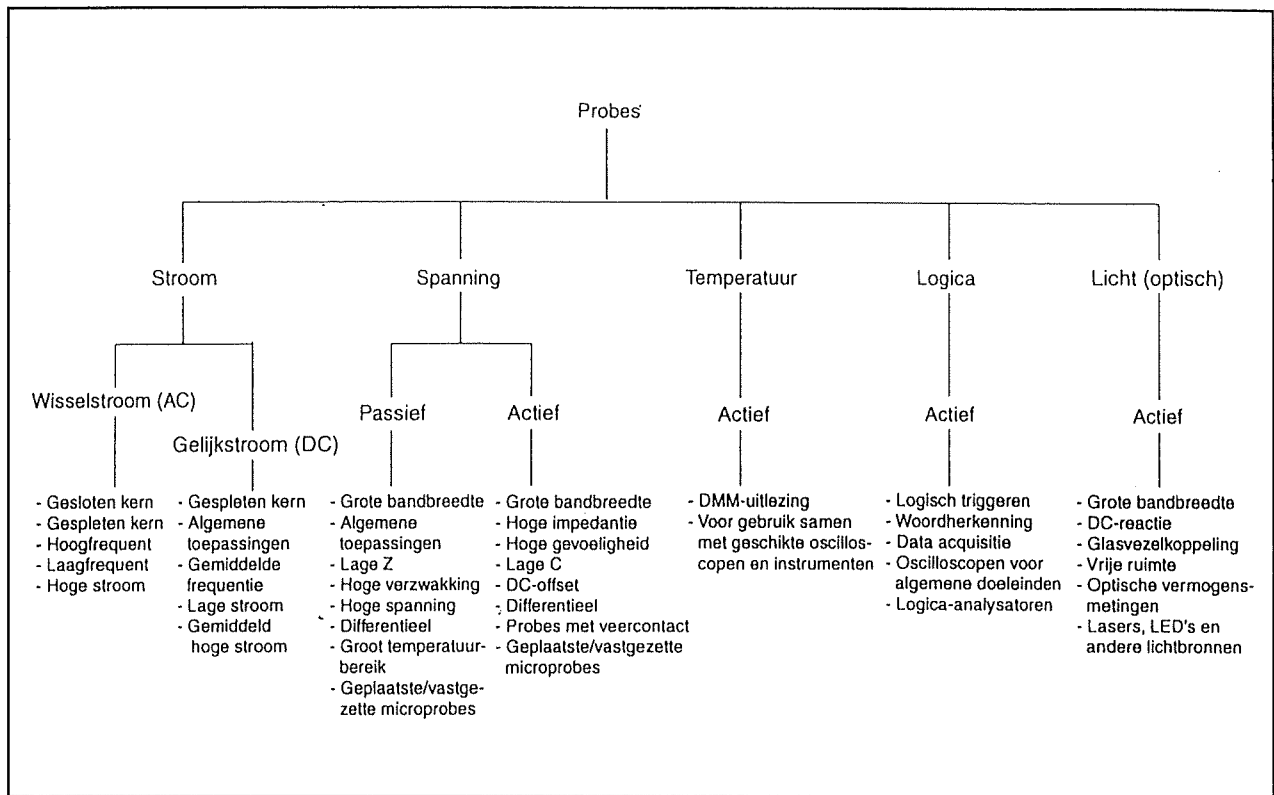 Probes
Stroom
Spanning
Temperatuur
Logica
Licht (optisch)
Wisselstroom (AC)
- Gesloten kern
- Gespleten kern
- Hoogfrequent
- Laagfrequent
- Hoge stroom
Gelijkstroom (DC)
- Gespleten kern
- Algemene
toepassingen
- Gemiddelde
frequentie
- Lage stroom
- Gemiddeld
hoge stroom
Passief
- Grote bandbreedte
- Algemene
toepassingen
- Lage Z
- Hoge verzwakking
- Hoge spanning
- Differentieel
- Groot temperatuur-
bereik
- Geplaatste/vastge-
zette microprobes
Actief
- Grote bandbreedte
- Hoge impedantie
- Hoge gevoeligheid
- Lage C
- DC-offset
- Differentieel
- Probes met veercontact
- Geplaatste/vastgezette
microprobes
Actief
- DMM-uitlezing
- Voor gebruik samen
met geschikte oscillos-
copen en instrumenten
Actief
- Logisch triggeren
- Woordherkenning
- Data acquisitie
- Oscilloscopen voor
algemene doeleinden
- Logica-analysatoren
Actief
- Grote bandbreedte
- DC-reactie
- Glasvezelkoppeling
- Vrije ruimte
- Optische vermogens-
metingen
- Lasers, LED's en
andere lichtbronnen